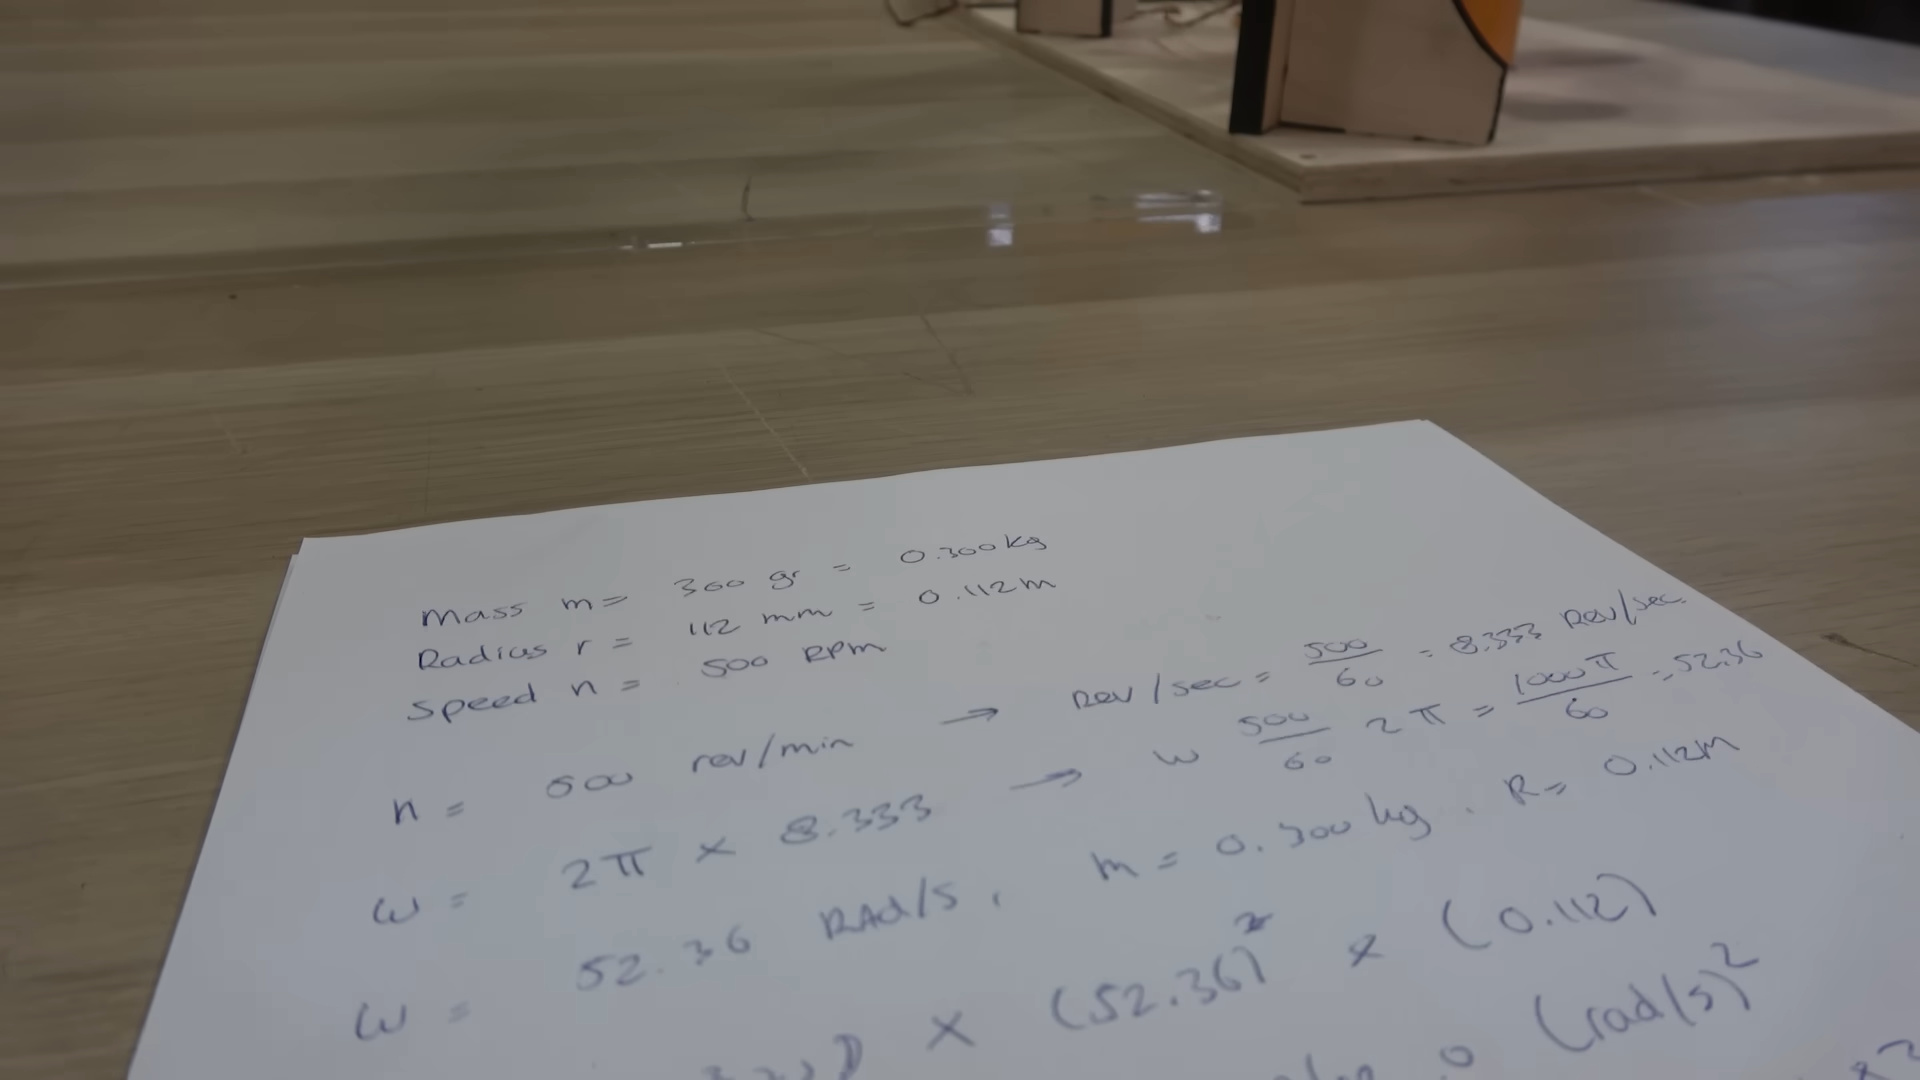 Mass m= 300 gr = 0.300 kg
Radius r = 112 mm = 0.112 m
Speed n = 500 RPM
n = 500 rev/min → Rev/sec = 500/60 = 8.333 Rev/sec
ω = 2π × 8.333 → ω 500/60 2π = 1000π/60 = 52.36
ω = 52.36 RAd/s, m = 0.300 kg. R= 0.112m
× (52.36)² × (0.112)
(rad/s)²